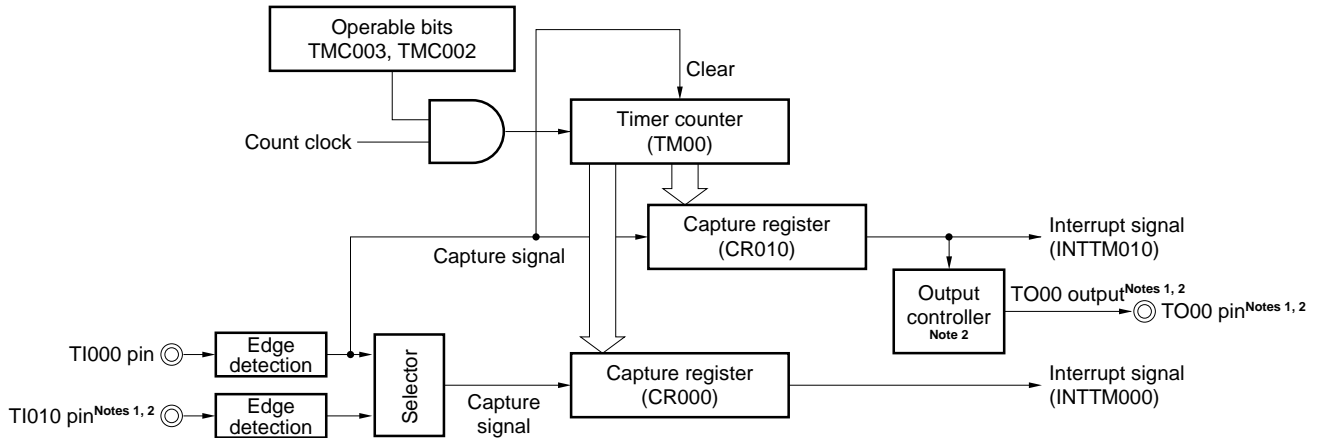 Operable bits
TMC003, TMC002
Clear
Timer counter
(TM00)
Count clock
Capture register
(CR010)
Interrupt signal
(INTTM010)
Capture signal
Output
controller
Note 2
TO00 output Notes 1, 2
TO00 pin Notes 1, 2
TI000 pin
Edge
detection
Selector
Capture register
(CR000)
Interrupt signal
(INTTM000)
TI010 pin Notes 1, 2
Edge
detection
Capture
signal